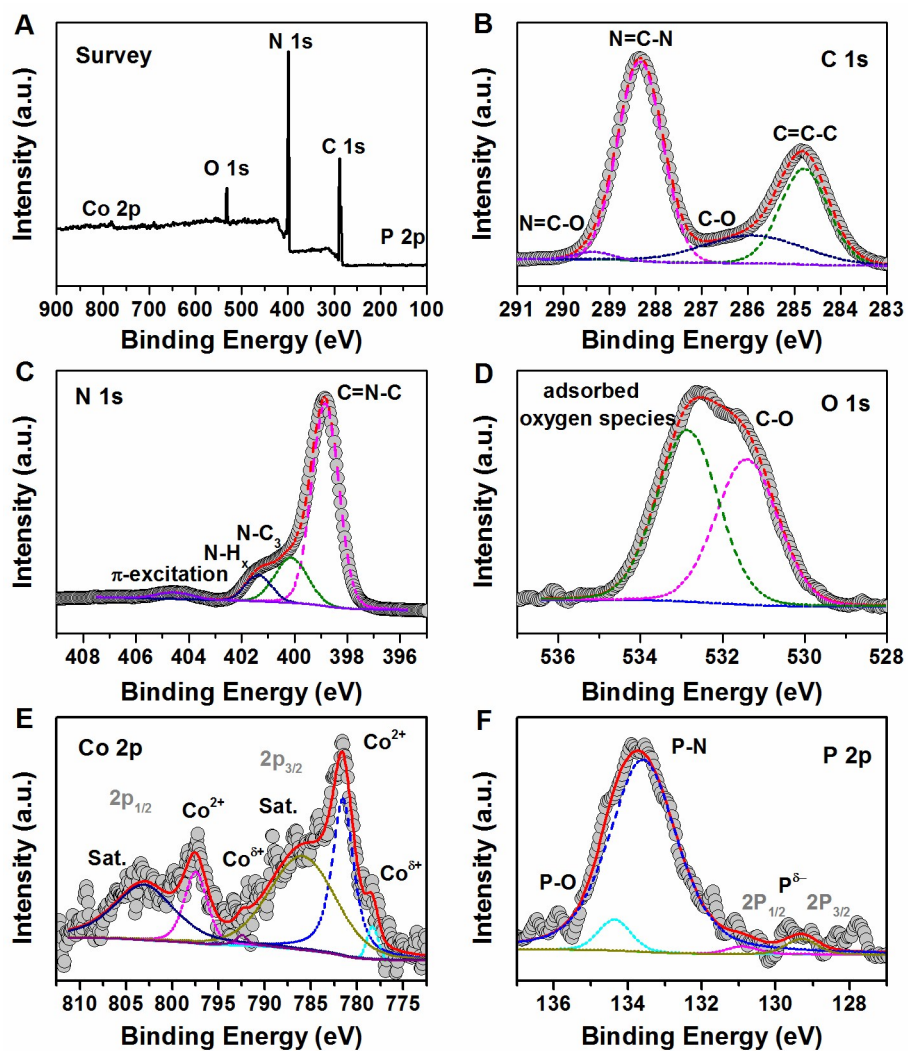 A
Survey
N 1s
C 1s
O 1s
Co 2p
P 2p
Intensity (a.u.)
900 800 700 600 500 400 300 200 100
Binding Energy (eV)
B
N=C-N
C 1s
C=C-C
N=C-O
C-O
Intensity (a.u.)
291 290 289 288 287 286 285 284 283
Binding Energy (eV)
C
N 1s
C=N-C
N-C3
N-Hx
π-excitation
Intensity (a.u.)
408 406 404 402 400 398 396
Binding Energy (eV)
D
adsorbed
oxygen species
O 1s
C-O
Intensity (a.u.)
536 534 532 530 528
Binding Energy (eV)
E
Co 2p
2p3/2
Co2+
2p1/2
Co2+
Sat.
Sat.
Coδ+
Coδ+
Intensity (a.u.)
810 805 800 795 790 785 780 775
Binding Energy (eV)
F
P-N
P 2p
P-O
Pδ−
2P1/2 2P3/2
Intensity (a.u.)
136 135 134 133 132 131 130 129 128 127
Binding Energy (eV)